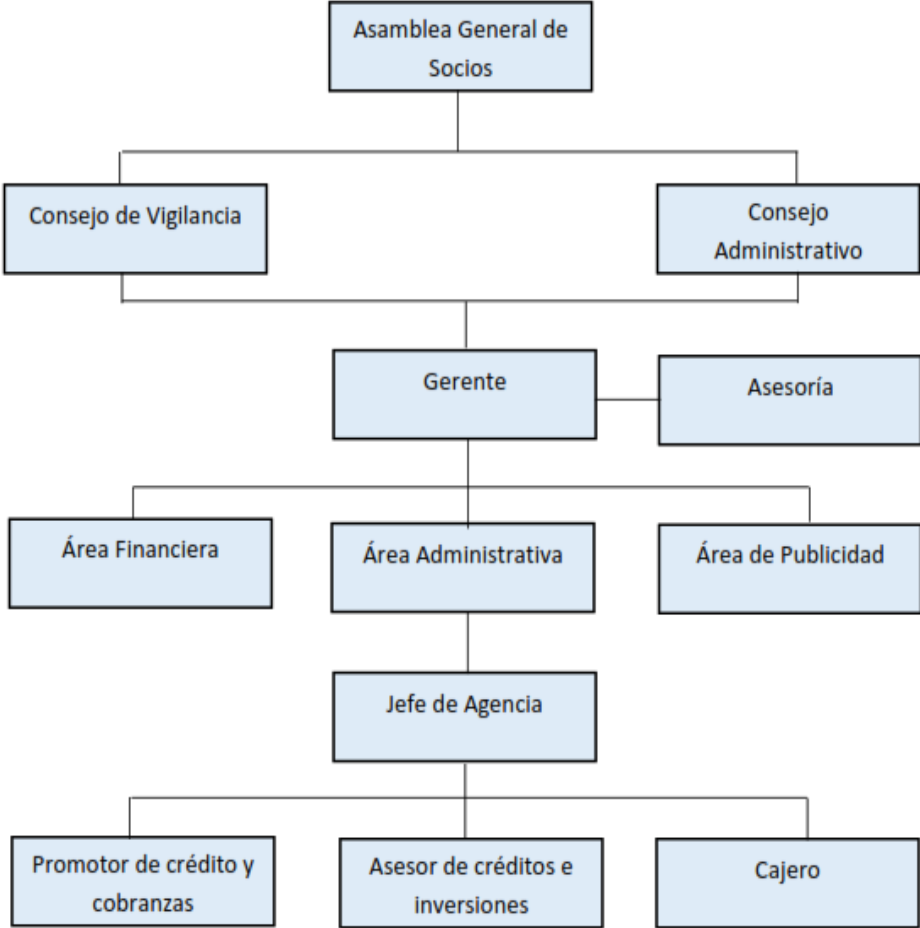 Asamblea General de
Socios
Consejo de Vigilancia
Consejo
Administrativo
Gerente
Asesoría
Área Financiera
Área Administrativa
Área de Publicidad
Jefe de Agencia
Promotor de crédito y
cobranzas
Asesor de créditos e
inversiones
Cajero